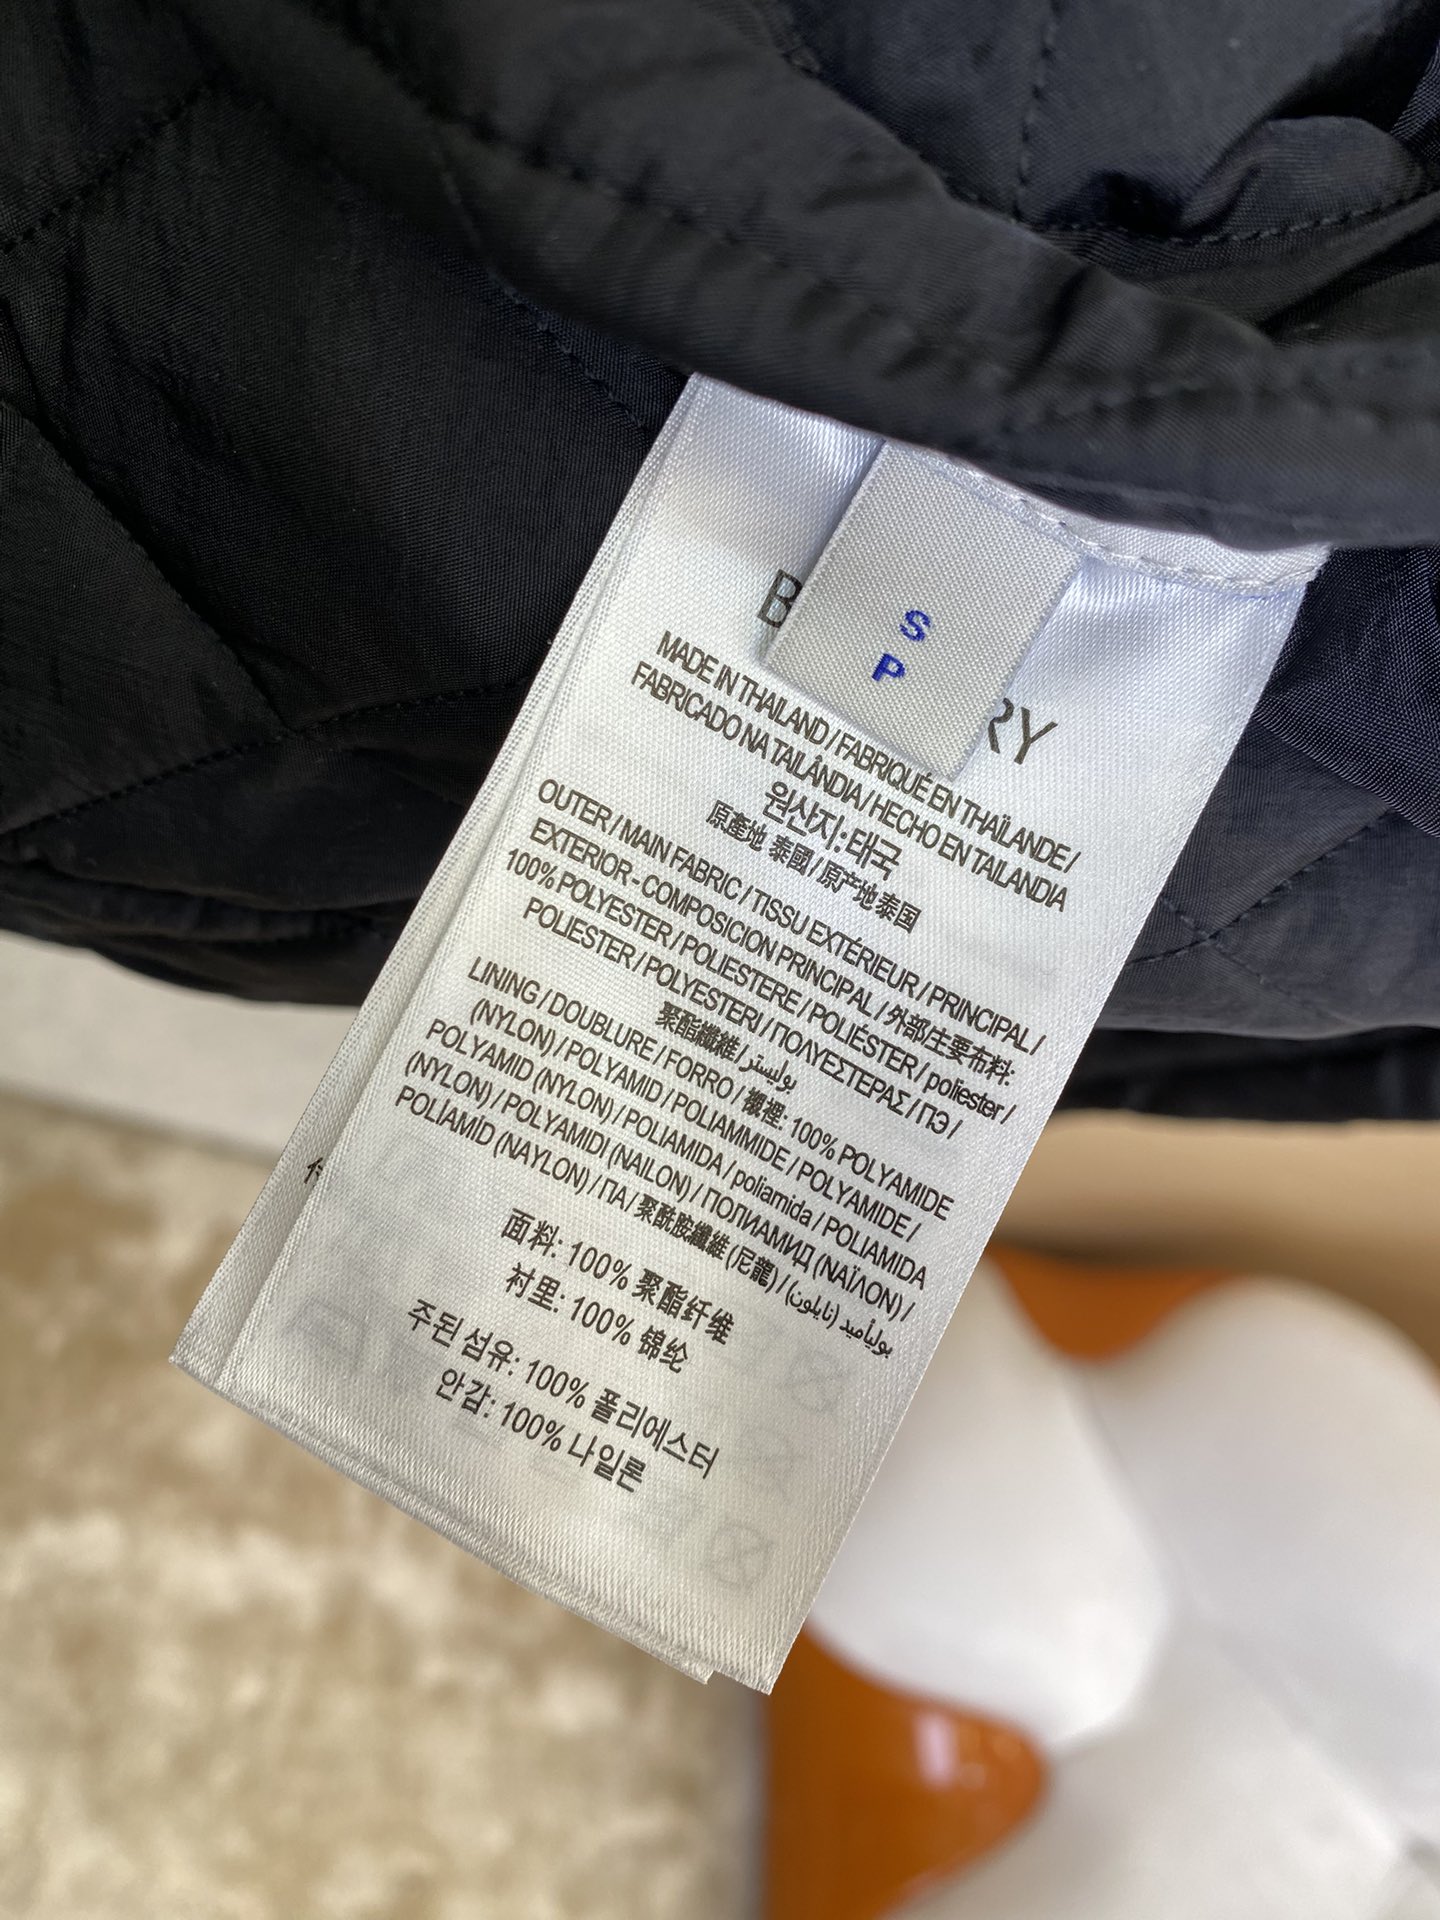 S
P
B RY
MADE IN THAILAND / FABRIQUÉ EN THAÏLANDE /
FABRICADO NA TAILÂNDIA / HECHO EN TAILANDIA
원산지: 태국
原產地 泰國 / 原产地 泰国
OUTER / MAIN FABRIC / TISSU EXTÉRIEUR / PRINCIPAL /
EXTERIOR - COMPOSICION PRINCIPAL / 外部/主要布料:
100% POLYESTER / POLIESTERE / POLIÉSTER / poliester /
POLIESTER / POLYESTERI / ΠΟΛΥΕΣΤΕΡΑΣ / ПЭ /
聚酯纖維 / بوليستر
LINING / DOUBLURE / FORRO / 襯裡: 100% POLYAMIDE
(NYLON) / POLYAMID / POLIAMMIDE / POLYAMIDE /
POLYAMID (NYLON) / POLIAMIDA / poliamida / POLIAMIDA
(NYLON) / POLYAMIDI (NAILON) / ПОЛИАМИД (ΝΑΪΛΟΝ) /
POLÍAMÍD (NAYLON) / ПА / 聚酰胺纖維 (尼龍) / بوليأميد (نايلون)
面料: 100% 聚酯纤维
衬里: 100% 锦纶
주된 섬유: 100% 폴리에스터
안감: 100% 나일론